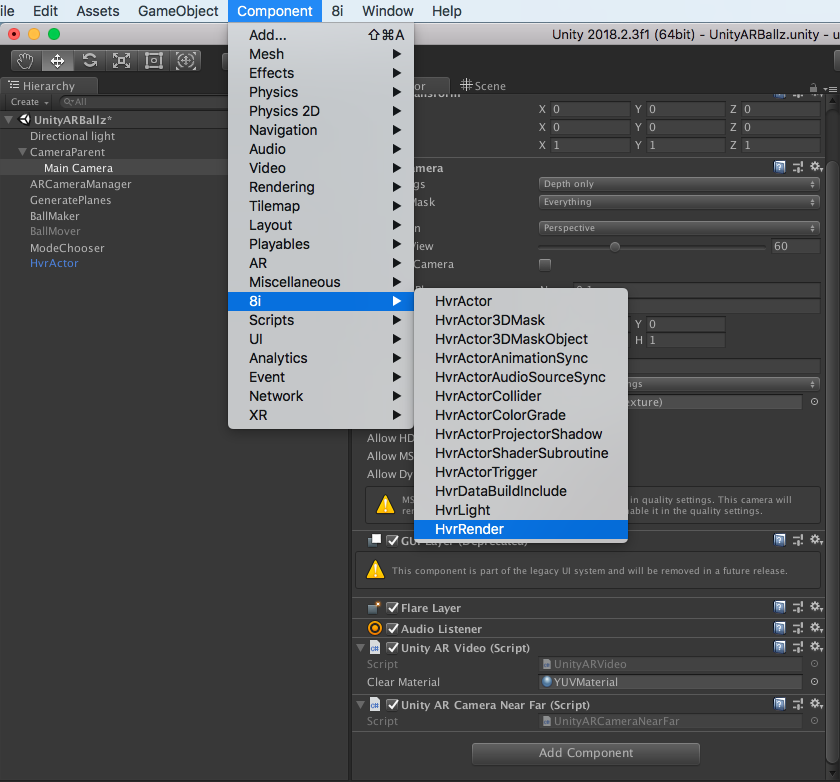 ile Edit Assets GameObject Component 8i Window Help
Unity 2018.2.3f1 (64bit) - UnityARBallz.unity - u
Hierarchy
Create
All
UnityARBallz*
Directional light
CameraParent
Main Camera
ARCameraManager
GeneratePlanes
BallMaker
BallMover
ModeChooser
HvrActor
Add... ⇧⌘A
Mesh
Effects
Physics
Physics 2D
Navigation
Audio
Video
Rendering
Tilemap
Layout
Playables
AR
Miscellaneous
8i
Scripts
UI
Analytics
Event
Network
XR
HvrActor
HvrActor3DMask
HvrActor3DMaskObject
HvrActorAnimationSync
HvrActorAudioSourceSync
HvrActorCollider
HvrActorColorGrade
HvrActorProjectorShadow
HvrActorShaderSubroutine
HvrActorTrigger
HvrDataBuildInclude
HvrLight
HvrRender
or
Scene
ansform
X 0 Y 0 Z 0
X 0 Y 0 Z 0
X 1 Y 1 Z 1
amera
gs Depth only
Mask Everything
n Perspective
View 60
Camera
Y 0
H 1
ngs
exture)
Allow HD
Allow MS
Allow Dy
MS in quality settings. This camera will
ren able it in the quality settings.
GUI Layer (Deprecated)
This component is part of the legacy UI system and will be removed in a future release.
Flare Layer
Audio Listener
Unity AR Video (Script)
Script UnityARVideo
Clear Material YUVMaterial
Unity AR Camera Near Far (Script)
Script UnityARCameraNearFar
Add Component